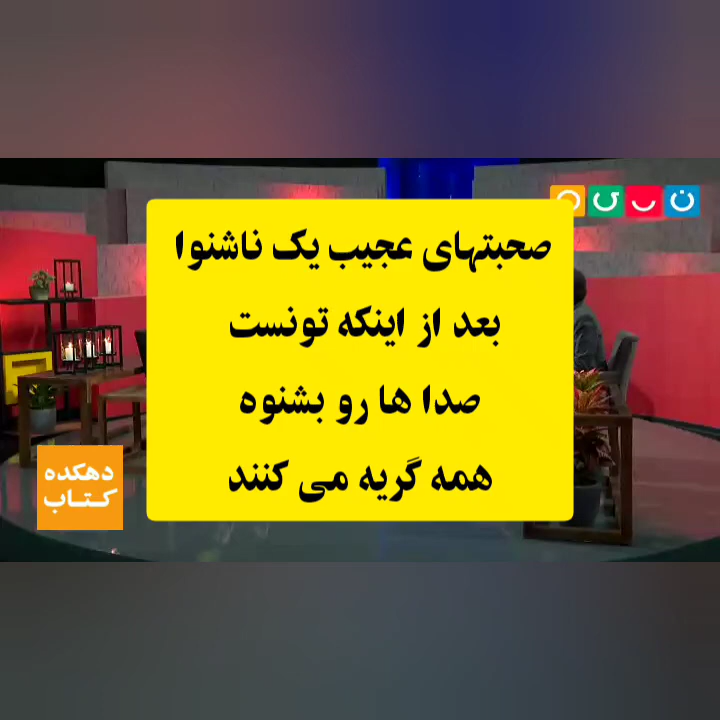 صحبتهای عجیب یک ناشنوا
بعد از اینکه تونست
صدا ها رو بشنوه
همه گریه می کنند
دهکده
کتاب